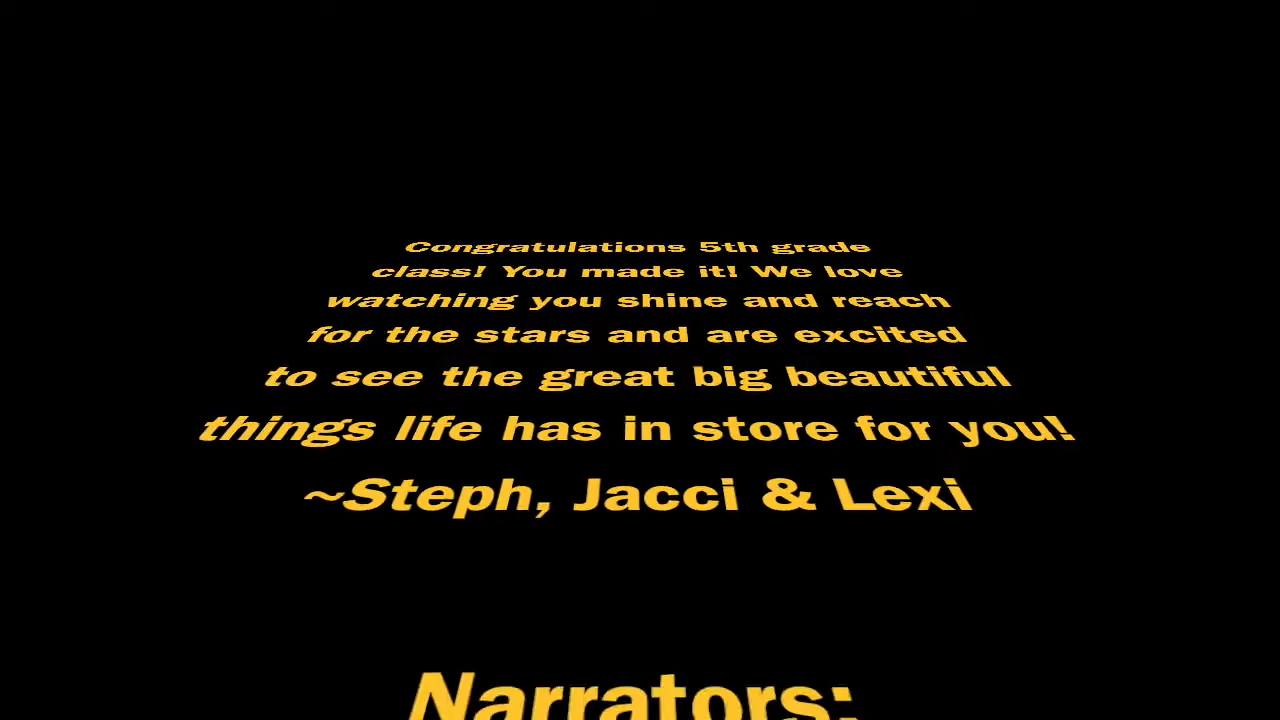 Congratulations 5th grade
class! You made it! We love
watching you shine and reach
for the stars and are excited
to see the great big beautiful
things life has in store for you!
~Steph, Jacci & Lexi
Narrators: